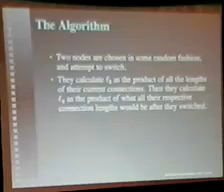 The Algorithm
• Two nodes are chosen in some random fashion,
and attempt to switch.
• They calculate ℓ₁ as the product of all the lengths
of their current connections. Then they calculate
ℓ₂ as the product of what all their respective
connection lengths would be after they switched.